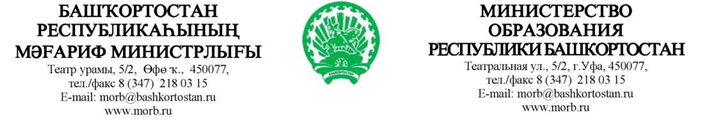 БАШҠОРТОСТАН
РЕСПУБЛИКАҺЫНЫҢ
МӘҒАРИФ МИНИСТРЛЫҒЫ
Театр урамы, 5/2, Өфө ҡ., 450077,
тел./факс 8 (347) 218 03 15
E-mail: morb@bashkortostan.ru
www.morb.ru
МИНИСТЕРСТВО
ОБРАЗОВАНИЯ
РЕСПУБЛИКИ БАШКОРТОСТАН
Театральная ул., 5/2, г.Уфа, 450077,
тел./факс 8 (347) 218 03 15
E-mail: morb@bashkortostan.ru
www.morb.ru